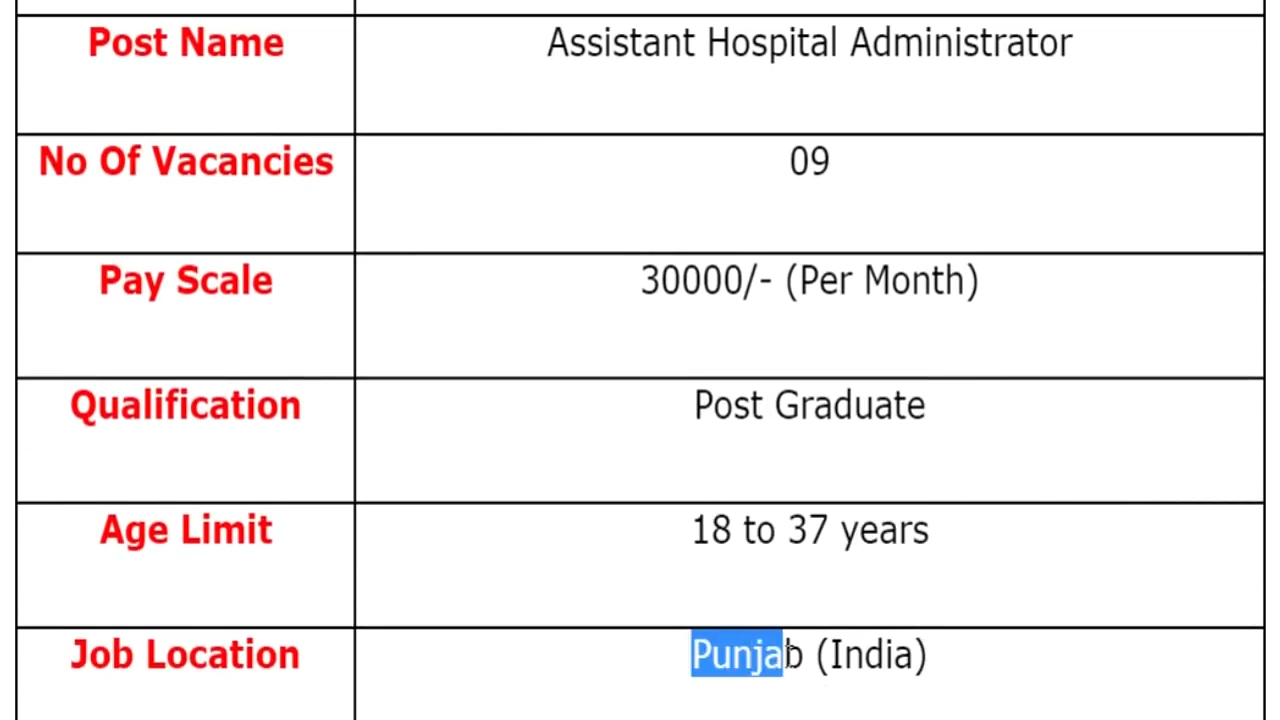 Post Name Assistant Hospital Administrator
No Of Vacancies 09
Pay Scale 30000/- (Per Month)
Qualification Post Graduate
Age Limit 18 to 37 years
Job Location Punjab (India)